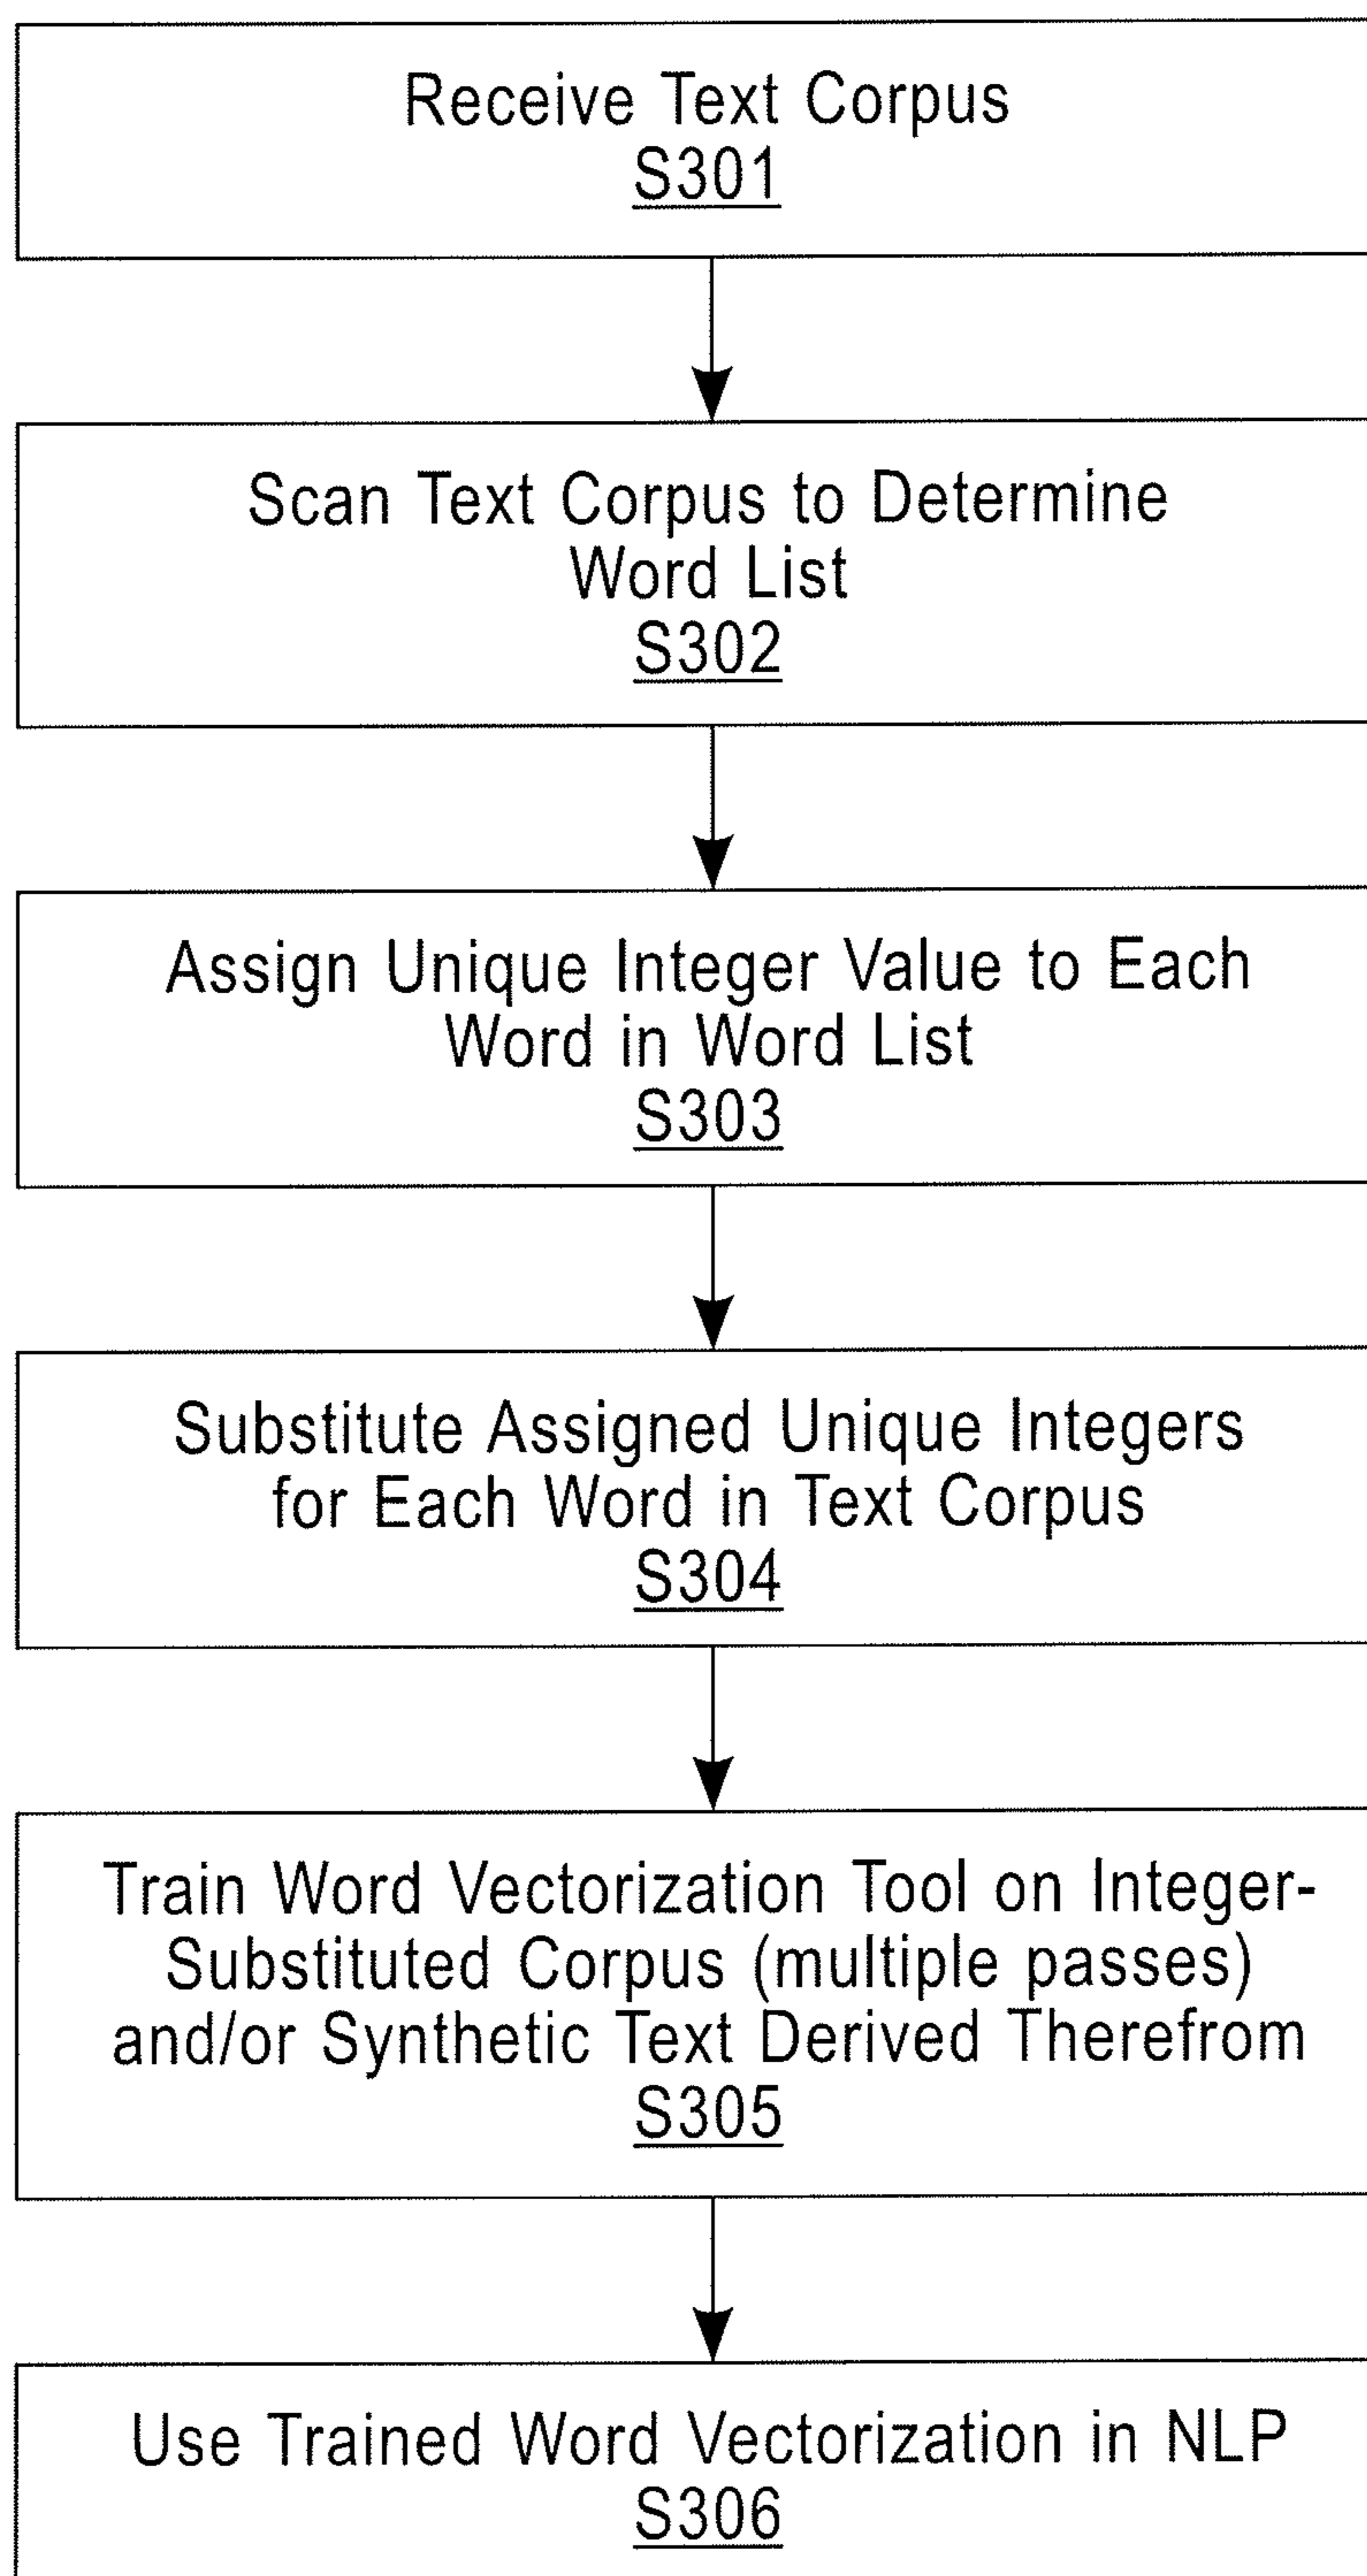 Receive Text Corpus
S301
Scan Text Corpus to Determine
Word List
S302
Assign Unique Integer Value to Each
Word in Word List
S303
Substitute Assigned Unique Integers
for Each Word in Text Corpus
S304
Train Word Vectorization Tool on Integer-
Substituted Corpus (multiple passes)
and/or Synthetic Text Derived Therefrom
S305
Use Trained Word Vectorization in NLP
S306